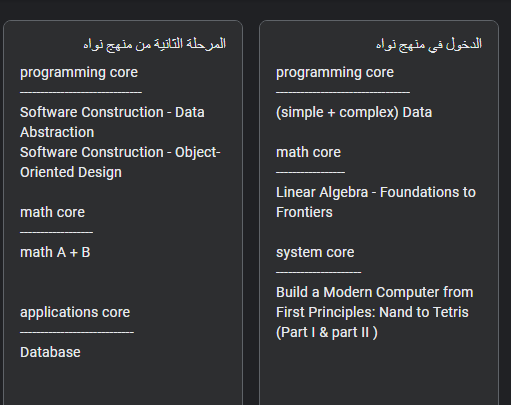 الدخول في منهج نواه
programming core
----------------------------
(simple + complex) Data
math core
------------------
Linear Algebra - Foundations to
Frontiers
system core
----------------------
Build a Modern Computer from
First Principles: Nand to Tetris
(Part I & part II )
المرحلة الثانية من منهج نواه
programming core
----------------------------
Software Construction - Data
Abstraction
Software Construction - Object-
Oriented Design
math core
------------------
math A + B
applications core
----------------------------
Database